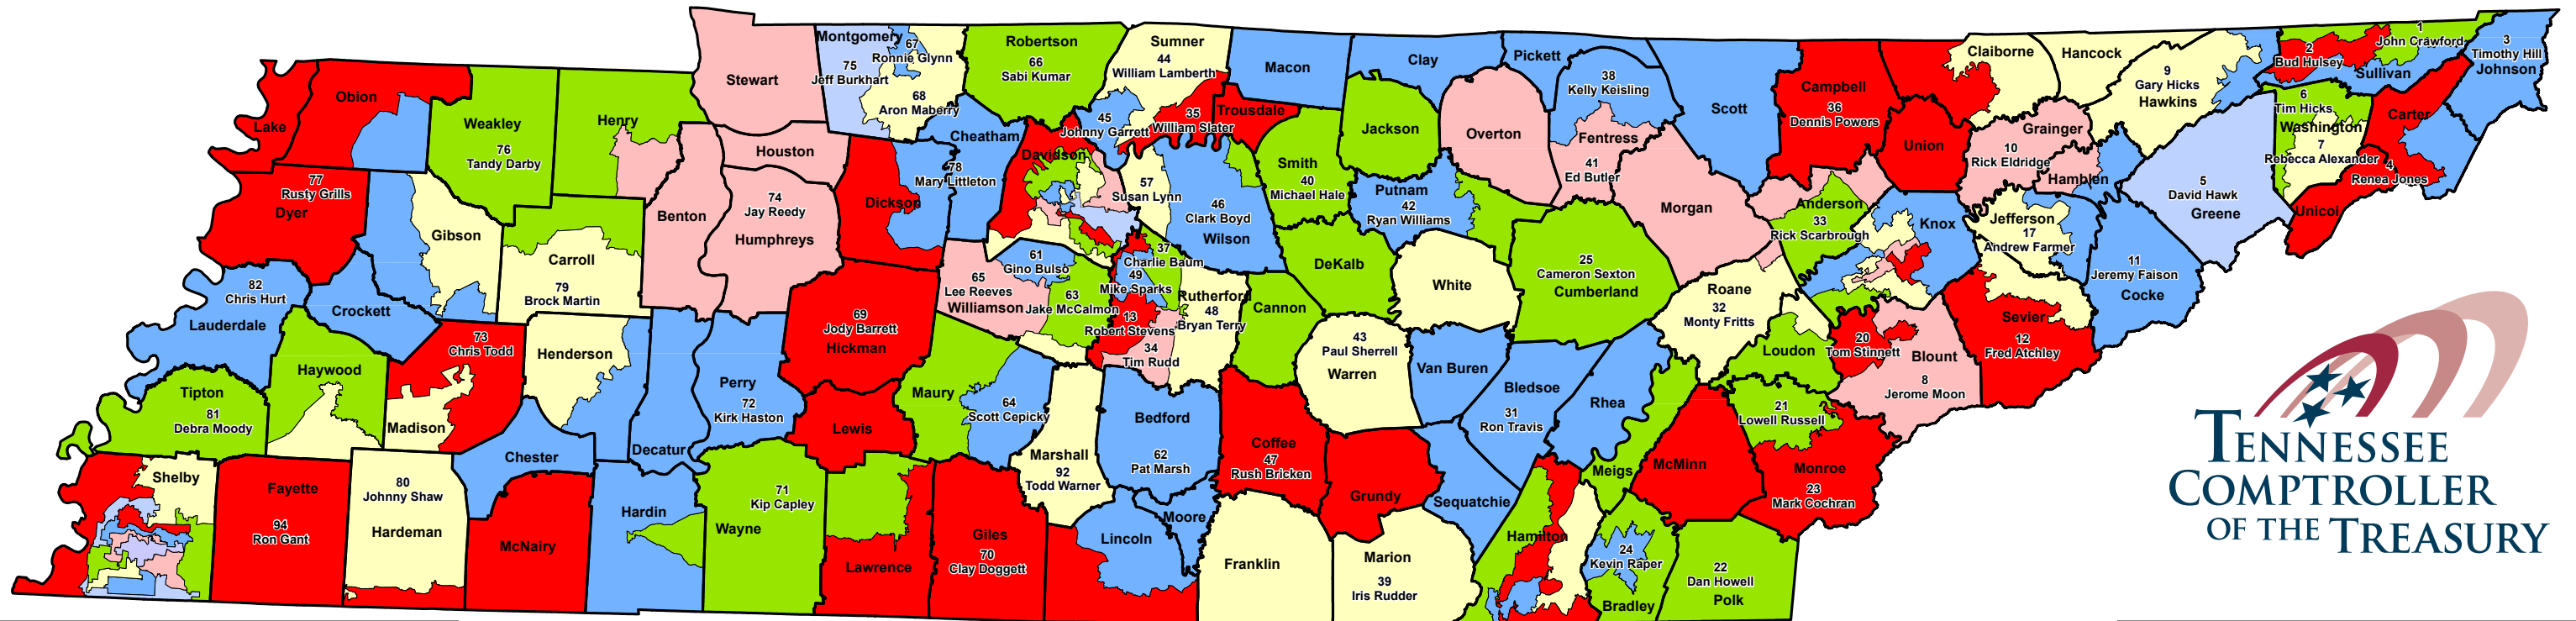 Lake
Obion
77
Rusty Grills
Dyer
Weakley
76
Tandy Darby
Henry
Stewart
Houston
Benton
74
Jay Reedy
Humphreys
Montgomery
75
Jeff Burkhart
67
Ronnie Glynn
68
Aron Maberry
Robertson
66
Sabi Kumar
Cheatham
78
Mary Littleton
Dickson
Davidson
Sumner
44
William Lamberth
45
Johnny Garrett
35
William Slater
Trousdale
Macon
Clay
Pickett
38
Kelly Keisling
Fentress
Scott
Campbell
36
Dennis Powers
Claiborne
Hancock
Union
9
Gary Hicks
Hawkins
1
John Crawford
2
Bud Hulsey
Sullivan
3
Timothy Hill
Johnson
6
Tim Hicks
Washington
7
Rebecca Alexander
Carter
4
Renea Jones
Unicoi
5
David Hawk
Greene
Grainger
10
Rick Eldridge
Hamblen
Jefferson
17
Andrew Farmer
11
Jeremy Faison
Cocke
Knox
Anderson
33
Rick Scarbrough
Morgan
41
Ed Butler
Overton
Jackson
Smith
40
Michael Hale
Putnam
42
Ryan Williams
57
Susan Lynn
46
Clark Boyd
Wilson
DeKalb
White
25
Cameron Sexton
Cumberland
Roane
32
Monty Fritts
Loudon
20
Tom Stinnett
Blount
8
Jerome Moon
Sevier
12
Fred Atchley
Gibson
Carroll
79
Brock Martin
82
Chris Hurt
Lauderdale
Crockett
73
Chris Todd
Henderson
Haywood
Madison
Tipton
81
Debra Moody
Chester
Decatur
Perry
72
Kirk Haston
69
Jody Barrett
Hickman
Lewis
65
Lee Reeves
Williamson
61
Gino Bulso
63
Jake McCalmon
37
Charlie Baum
49
Mike Sparks
13
Robert Stevens
34
Tim Rudd
Rutherford
48
Bryan Terry
Cannon
43
Paul Sherrell
Warren
Van Buren
Bledsoe
31
Ron Travis
Rhea
Maury
64
Scott Cepicky
Marshall
92
Todd Warner
Bedford
62
Pat Marsh
Coffee
47
Rush Bricken
Grundy
Sequatchie
Meigs
McMinn
21
Lowell Russell
Monroe
23
Mark Cochran
Shelby
Fayette
94
Ron Gant
80
Johnny Shaw
Hardeman
McNairy
Hardin
71
Kip Capley
Wayne
Lawrence
Giles
70
Clay Doggett
Lincoln
Moore
Franklin
Marion
39
Iris Rudder
Hamilton
24
Kevin Raper
Bradley
22
Dan Howell
Polk
TENNESSEE
COMPTROLLER
OF THE TREASURY